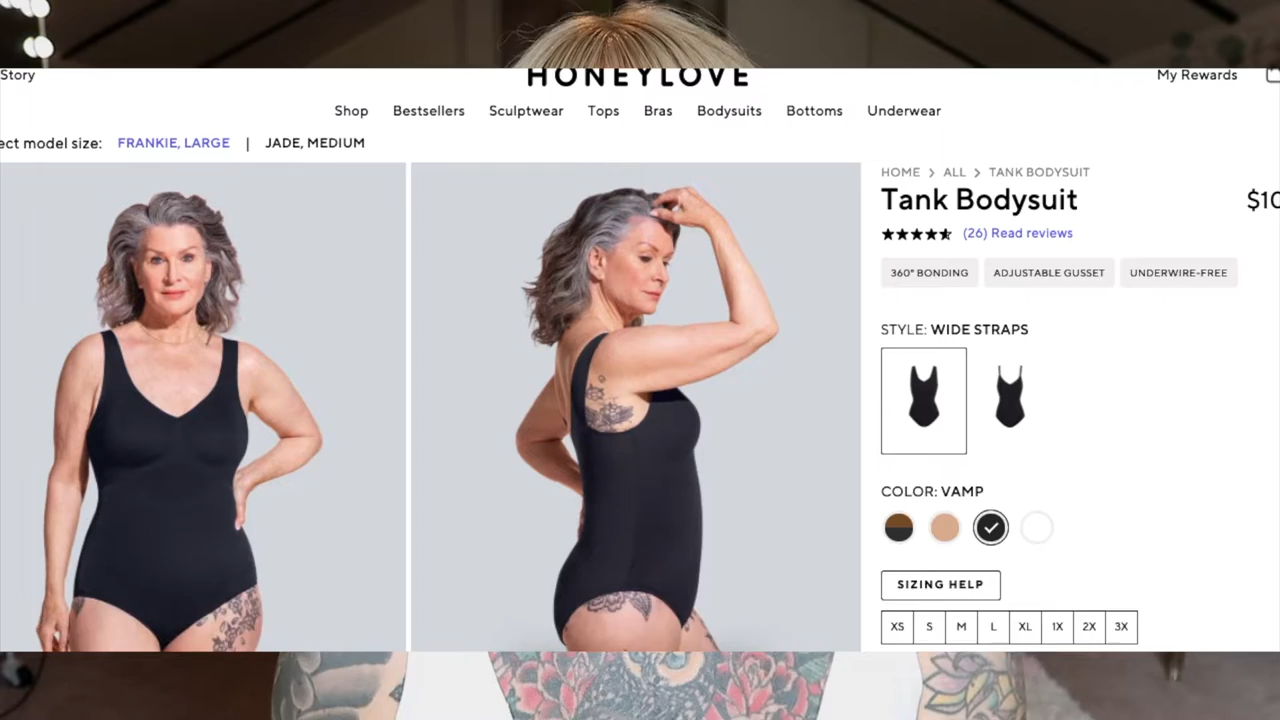 Story
HONEYLOVE
My Rewards
Shop Bestsellers Sculptwear Tops Bras Bodysuits Bottoms Underwear
ect model size: FRANKIE, LARGE | JADE, MEDIUM
HOME > ALL > TANK BODYSUIT
Tank Bodysuit
$10
(26) Read reviews
360° BONDING
ADJUSTABLE GUSSET
UNDERWIRE-FREE
STYLE: WIDE STRAPS
COLOR: VAMP
SIZING HELP
XS S M L XL 1X 2X 3X